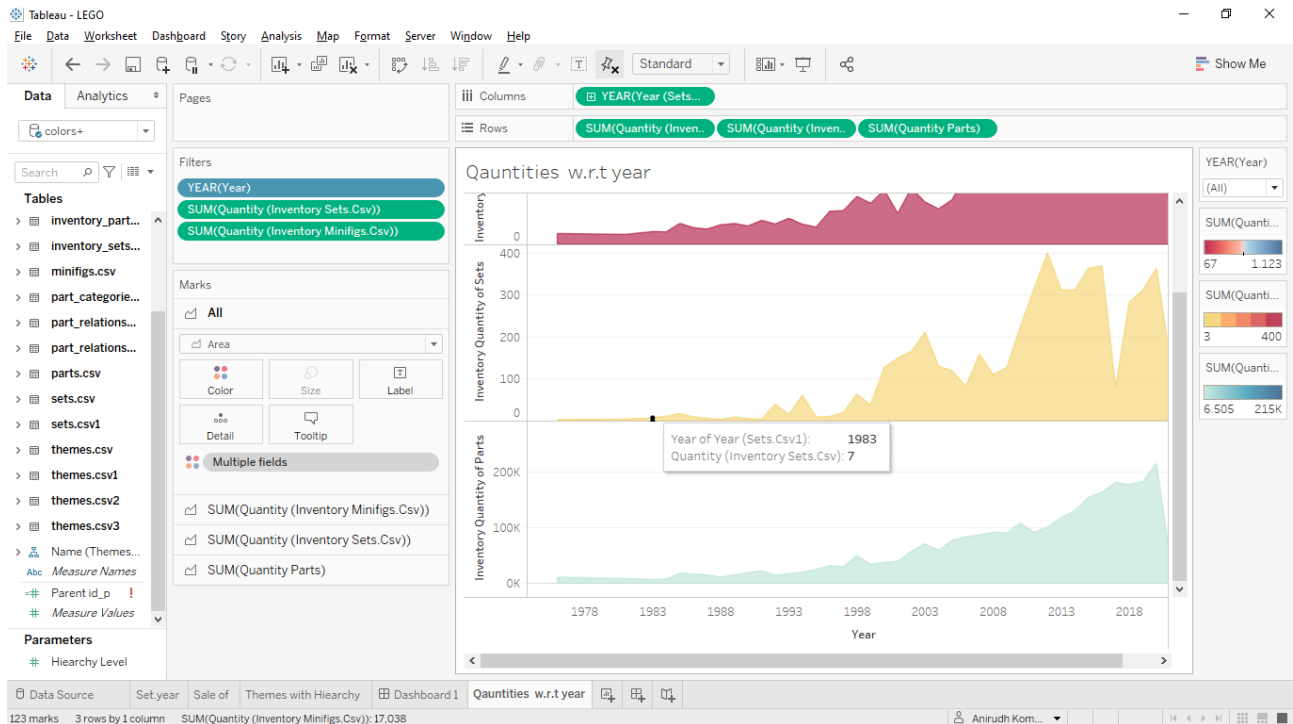 Tableau - LEGO
File Data Worksheet Dashboard Story Analysis Map Format Server Window Help
Standard
Show Me
Data Analytics
colors+
Search
Tables
inventory_part...
inventory_sets...
minifigs.csv
part_categorie...
part_relations...
part_relations...
parts.csv
sets.csv
sets.csv1
themes.csv
themes.csv1
themes.csv2
themes.csv3
Name (Themes...
Abc Measure Names
Parent id_p !
Measure Values
Parameters
Hiearchy Level
Pages
Filters
YEAR(Year)
SUM(Quantity (Inventory Sets.Csv))
SUM(Quantity (Inventory Minifigs.Csv))
Marks
All
Area
Color Size Label
Detail Tooltip
Multiple fields
SUM(Quantity (Inventory Minifigs.Csv))
SUM(Quantity (Inventory Sets.Csv))
SUM(Quantity Parts)
Columns YEAR(Year (Sets...
Rows SUM(Quantity (Inven.. SUM(Quantity (Inven.. SUM(Quantity Parts)
Qauntities w.r.t year
Inventory
0
Inventory Quantity of Sets
400
300
200
100
0
Year of Year (Sets.Csv1): 1983
Quantity (Inventory Sets.Csv): 7
Inventory Quantity of Parts
200K
100K
0K
1978 1983 1988 1993 1998 2003 2008 2013 2018
Year
YEAR(Year)
(All)
SUM(Quanti...
67 1.123
SUM(Quanti...
3 400
SUM(Quanti...
6.505 215K
Data Source Set.year Sale of Themes with Hiearchy Dashboard 1 Qauntities w.r.t year
123 marks 3 rows by 1 column SUM(Quantity (Inventory Minifigs.Csv)): 17.038
Anirudh Kom...